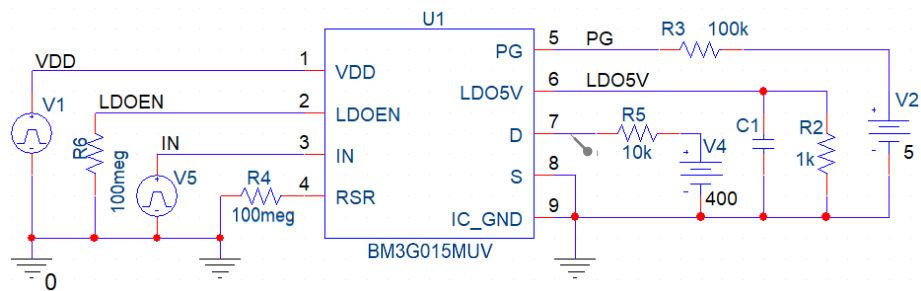 U1
BM3G015MUV
1
VDD
2
LDOEN
3
IN
4
RSR
5
PG
6
LDO5V
7
D
8
S
9
IC_GND
VDD
LDOEN
IN
PG
LDO5V
V1
R6
100meg
V5
R4
100meg
0
R3
100k
R5
10k
V4
400
C1
R2
1k
V2
5
+
-
+
-